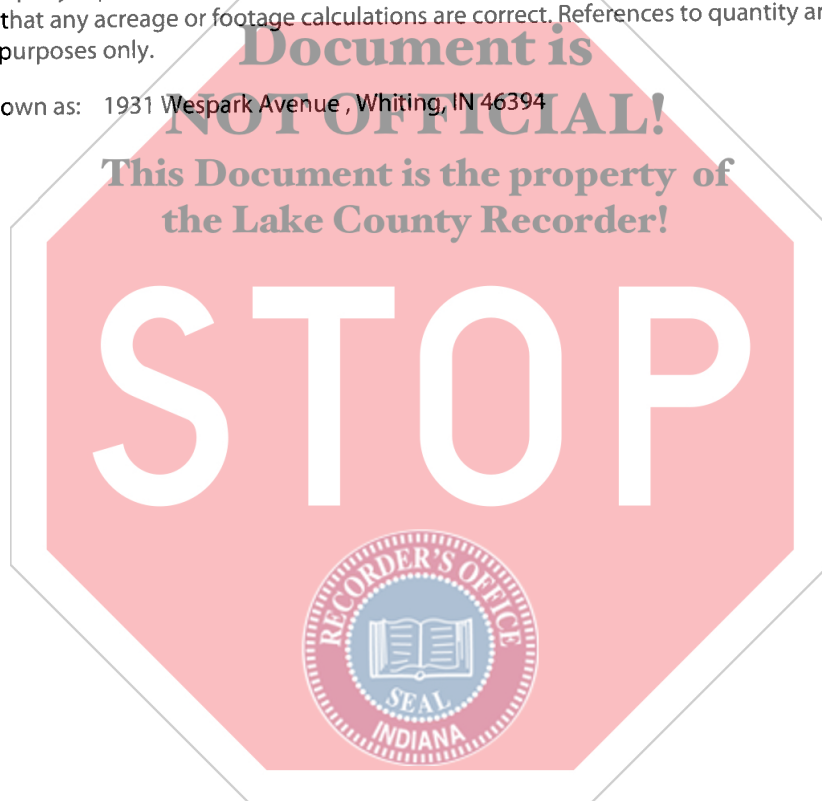 that any acreage or footage calculations are correct. References to quantity
purposes only.
Document is
own as: 1931 Wespark Avenue , Whiting, IN 46394
NOT OFFICIAL!
This Document is the property of
the Lake County Recorder!
STOP
RECORDER'S OFFICE
SEAL
INDIANA